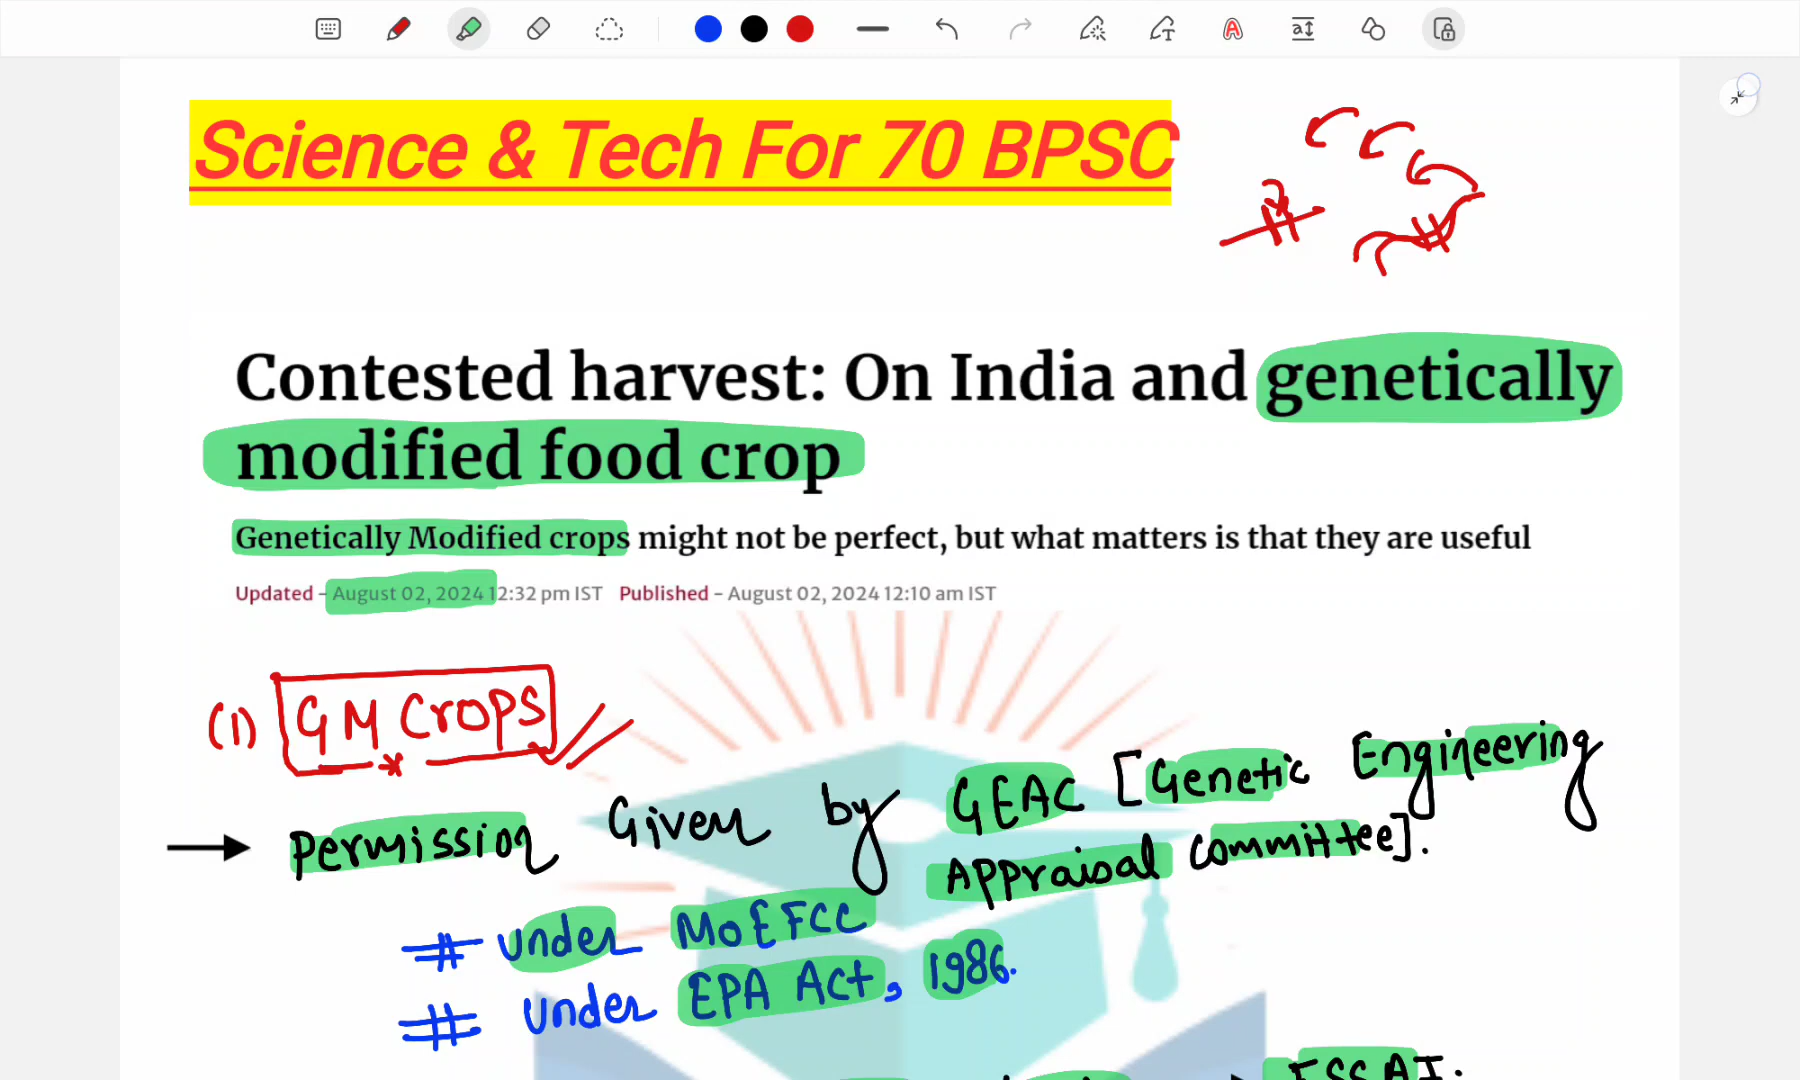 Science & Tech For 70 BPSC
Contested harvest: On India and genetically
modified food crop
Genetically Modified crops might not be perfect, but what matters is that they are useful
Updated - August 02, 2024 12:32 pm IST Published - August 02, 2024 12:10 am IST
(1) GM CROPS
→ Permission Given by GEAC [Genetic Engineering
Appraisal committee].
# under MOEFCC
# under EPA Act, 1986.
FSSAI.